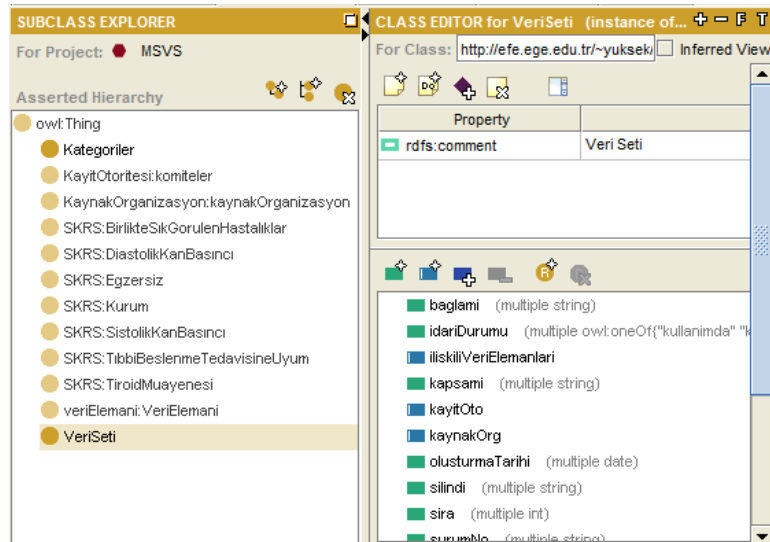 SUBCLASS EXPLORER
For Project: MSVS
Asserted Hierarchy
owl:Thing
Kategoriler
KayitOtoritesi:komiteler
KaynakOrganizasyon:kaynakOrganizasyon
SKRS:BirlikteSıkGorulenHastalıklar
SKRS:DiastolikKanBasıncı
SKRS:Egzersiz
SKRS:Kurum
SKRS:SistolikKanBasıncı
SKRS:TıbbiBeslenmeTedavisineUyum
SKRS:TiroidMuayenesi
veriElemani:VeriElemani
VeriSeti
CLASS EDITOR for VeriSeti (instance of... F T
For Class: http://efe.ege.edu.tr/~yuksek/ Inferred View
Property
rdfs:comment Veri Seti
baglami (multiple string)
idariDurumu (multiple owl:oneOf{"kullanimda"
iliskiliVeriElemanlari
kapsami (multiple string)
kayitOto
kaynakOrg
olusturmaTarihi (multiple date)
silindi (multiple string)
sira (multiple int)
surumNo (multiple string)